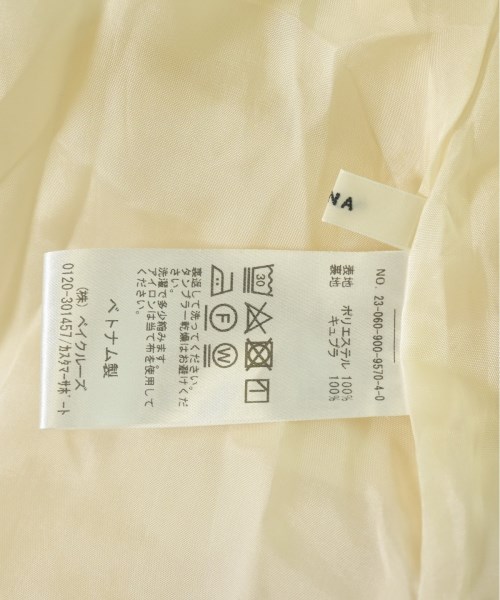 NA
NO. 23-060-900-9570-4-0
表地 ポリエステル 100%
裏地 キュプラ 100%
30
F W
裏返して洗ってください。
タンブラー乾燥はお避けくだ
さい。
洗濯で多少縮みます。
アイロンは当て布を使用して
ください。
ベトナム製
(株) ベイクルーズ
0120-301457/カスタマーサポート